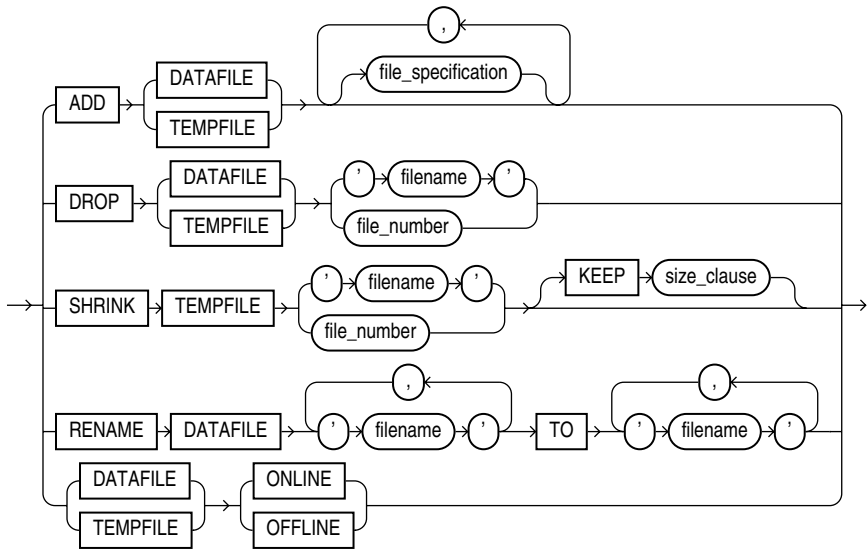 ,
DATAFILE
file_specification
ADD
TEMPFILE
DATAFILE
’ filename ’
DROP
TEMPFILE
file_number
’ filename ’
KEEP size_clause
SHRINK TEMPFILE
file_number
, ,
RENAME DATAFILE ’ filename ’ TO ’ filename ’
DATAFILE ONLINE
TEMPFILE OFFLINE